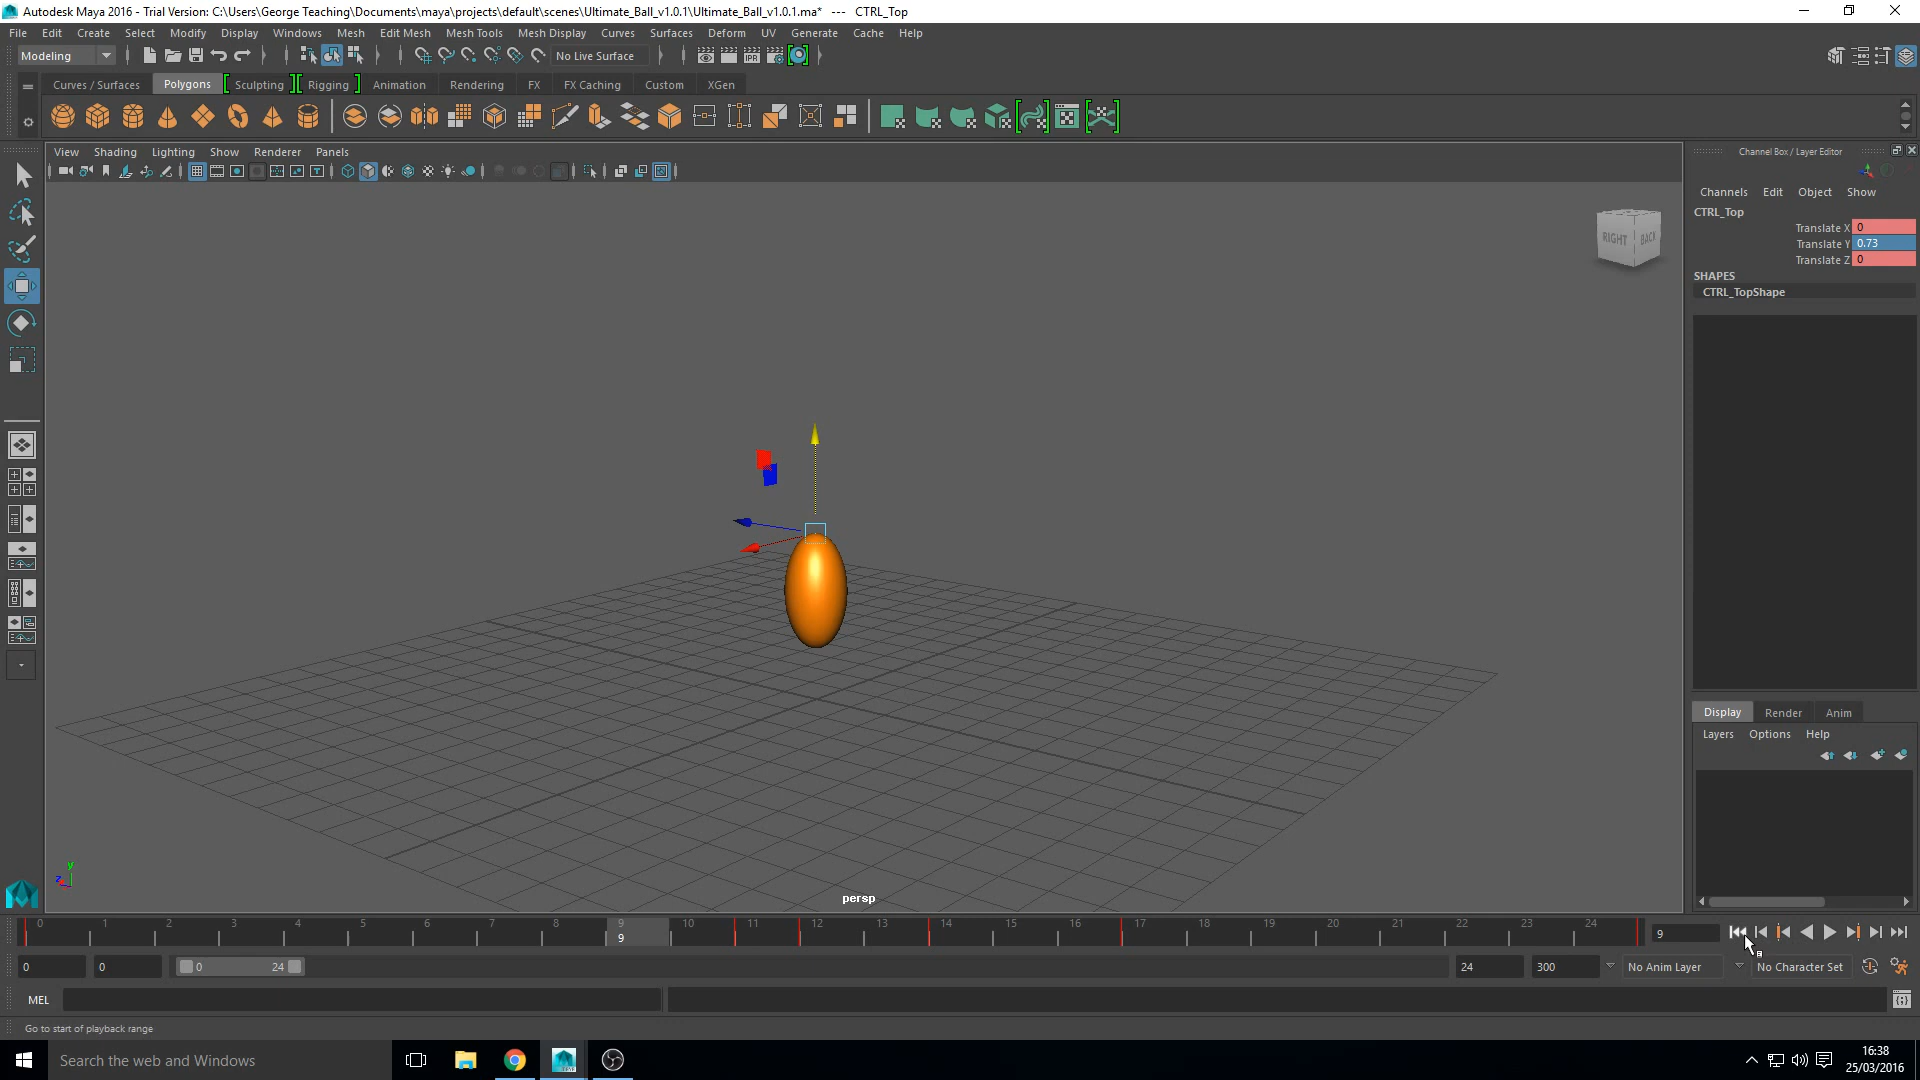 Autodesk Maya 2016 - Trial Version: C:\Users\George Teaching\Documents\maya\projects\default\scenes\Ultimate_Ball_v1.0.1\Ultimate_Ball_v1.0.1.ma* --- CTRL_Top
File Edit Create Select Modify Display Windows Mesh Edit Mesh Mesh Tools Mesh Display Curves Surfaces Deform UV Generate Cache Help
Modeling No Live Surface
Curves / Surfaces Polygons Sculpting Rigging Animation Rendering FX FX Caching Custom XGen
View Shading Lighting Show Renderer Panels
Channel Box / Layer Editor
Channels Edit Object Show
CTRL_Top
Translate X 0
Translate Y 0.73
Translate Z 0
SHAPES
CTRL_TopShape
RIGHT BACK
Display Render Anim
Layers Options Help
y
z
persp
0 1 2 3 4 5 6 7 8 9 10 11 12 13 14 15 16 17 18 19 20 21 22 23 24
9
9
0 0 0 24 24 300 No Anim Layer No Character Set
MEL
Go to start of playback range
Search the web and Windows
16:38
25/03/2016